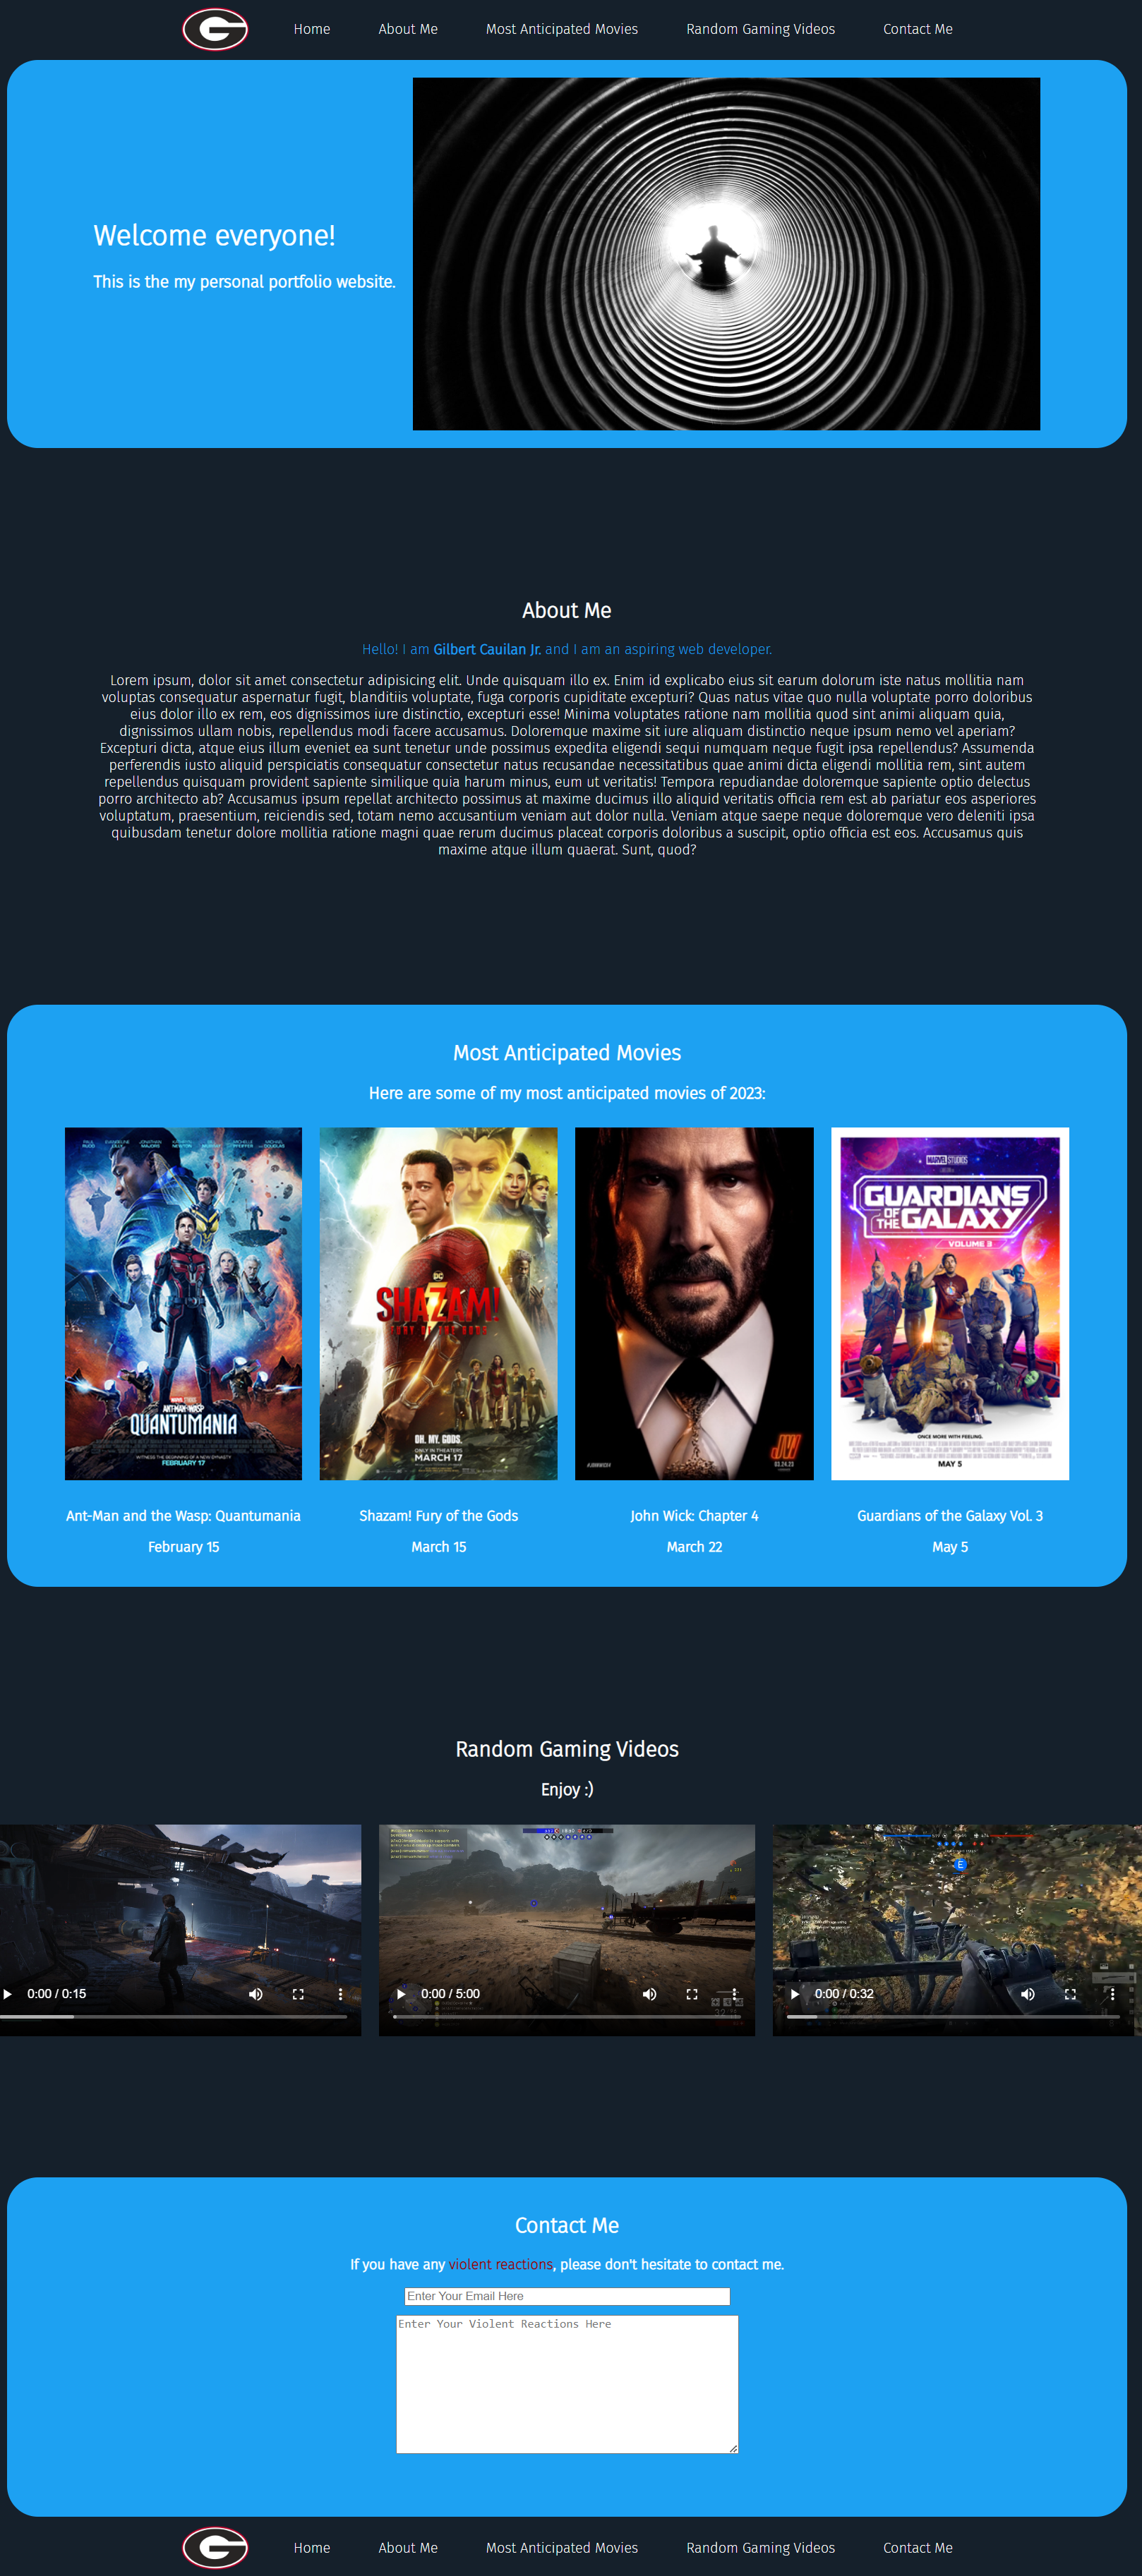 G
Home
About Me
Most Anticipated Movies
Random Gaming Videos
Contact Me
Welcome everyone!
This is the my personal portfolio website.
About Me
Hello! I am Gilbert Cauilan Jr. and I am an aspiring web developer.
Lorem ipsum, dolor sit amet consectetur adipisicing elit. Unde quisquam illo ex. Enim id explicabo eius sit earum dolorum iste natus mollitia nam
voluptas consequatur aspernatur fugit, blanditiis voluptate, fuga corporis cupiditate excepturi? Quas natus vitae quo nulla voluptate porro doloribus
eius dolor illo ex rem, eos dignissimos iure distinctio, excepturi esse! Minima voluptates ratione nam mollitia quod sint animi aliquam quia,
dignissimos ullam nobis, repellendus modi facere accusamus. Doloremque maxime sit iure aliquam distinctio neque ipsum nemo vel aperiam?
Excepturi dicta, atque eius illum eveniet ea sunt tenetur unde possimus expedita eligendi sequi numquam neque fugit ipsa repellendus? Assumenda
perferendis iusto aliquid perspiciatis consequatur consectetur natus recusandae necessitatibus quae animi dicta eligendi mollitia rem, sint autem
repellendus quisquam provident sapiente similique quia harum minus, eum ut veritatis! Tempora repudiandae doloremque sapiente optio delectus
porro architecto ab? Accusamus ipsum repellat architecto possimus at maxime ducimus illo aliquid veritatis officia rem est ab pariatur eos asperiores
voluptatum, praesentium, reiciendis sed, totam nemo accusantium veniam aut dolor nulla. Veniam atque saepe neque doloremque vero deleniti ipsa
quibusdam tenetur dolore mollitia ratione magni quae rerum ducimus placeat corporis doloribus a suscipit, optio officia est eos. Accusamus quis
maxime atque illum quaerat. Sunt, quod?
Most Anticipated Movies
Here are some of my most anticipated movies of 2023:
ANT-MAN AND THE WASP
QUANTUMANIA
WITNESS THE BEGINNING OF A NEW DYNASTY
FEBRUARY 17
DC
SHAZAM!
FURY OF THE GODS
OH. MY. GODS.
ONLY IN THEATERS
MARCH 17
JW
03.24.23
MARVEL STUDIOS
GUARDIANS
OF THE GALAXY
VOLUME 3
ONCE MORE WITH FEELING.
MAY 5
Ant-Man and the Wasp: Quantumania
February 15
Shazam! Fury of the Gods
March 15
John Wick: Chapter 4
March 22
Guardians of the Galaxy Vol. 3
May 5
Random Gaming Videos
Enjoy :)
0:00 / 0:15
0:00 / 5:00
E
0:00 / 0:32
Contact Me
If you have any violent reactions, please don't hesitate to contact me.
Enter Your Email Here
Enter Your Violent Reactions Here
G
Home
About Me
Most Anticipated Movies
Random Gaming Videos
Contact Me